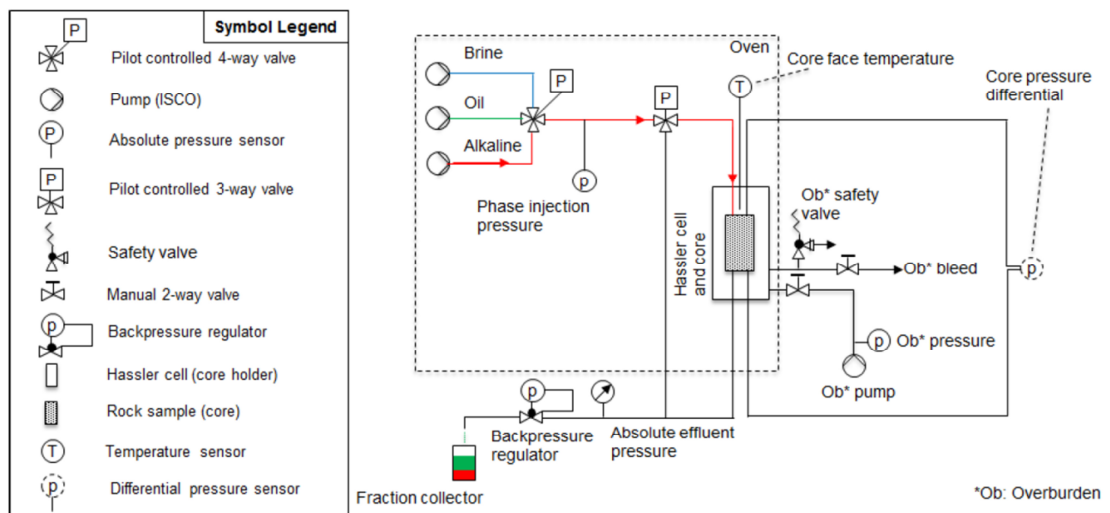 Symbol Legend
P
Pilot controlled 4-way valve
Pump (ISCO)
P
Absolute pressure sensor
P
Pilot controlled 3-way valve
Safety valve
Manual 2-way valve
p
Backpressure regulator
Hassler cell (core holder)
Rock sample (core)
T
Temperature sensor
p
Differential pressure sensor
Brine
Oil
Alkaline
P
P
p
Phase injection
pressure
Oven
T
Core face temperature
Core pressure
differential
p
Hassler cell
and core
Ob* safety
valve
Ob* bleed
p
Ob* pressure
Ob* pump
p
Backpressure
regulator
Absolute effluent
pressure
Fraction collector
*Ob: Overburden